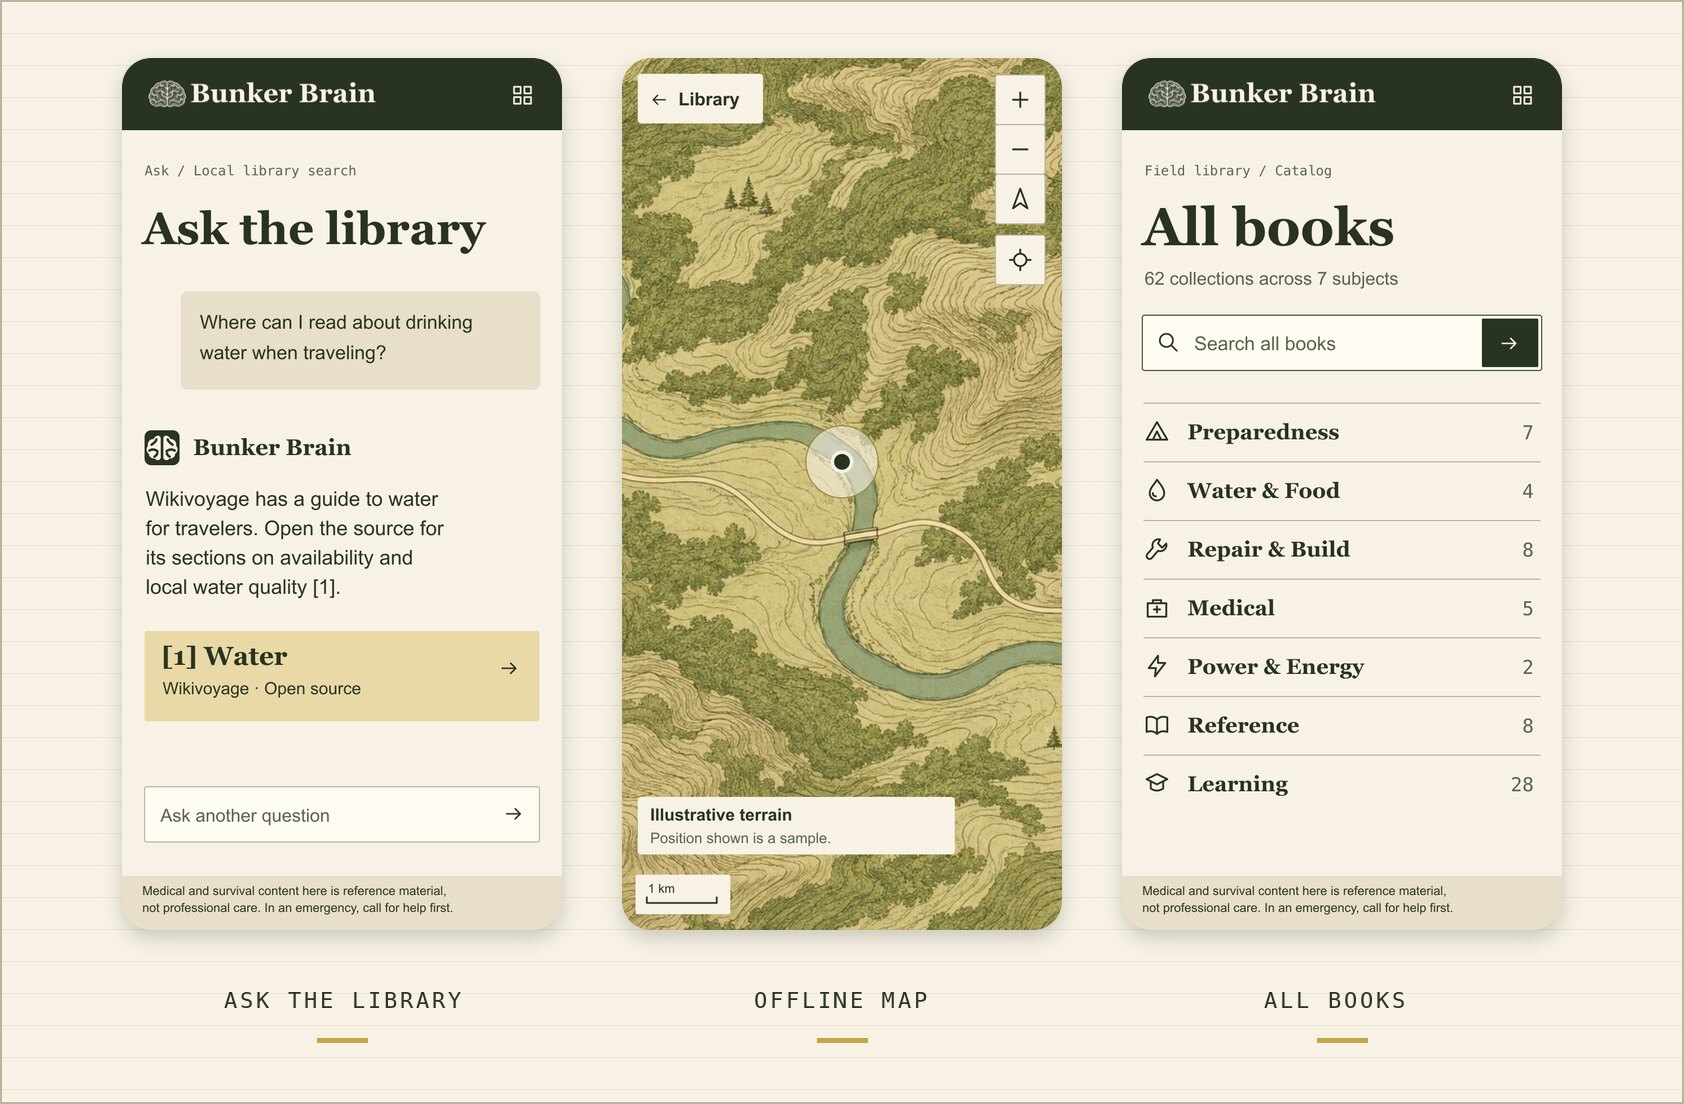 Bunker Brain
Ask / Local library search
Ask the library
Where can I read about drinking
water when traveling?
Bunker Brain
Wikivoyage has a guide to water
for travelers. Open the source for
its sections on availability and
local water quality [1].
[1] Water
Wikivoyage · Open source
Ask another question
Medical and survival content here is reference material,
not professional care. In an emergency, call for help first.
ASK THE LIBRARY
← Library
Illustrative terrain
Position shown is a sample.
1 km
OFFLINE MAP
Bunker Brain
Field library / Catalog
All books
62 collections across 7 subjects
Search all books
Preparedness 7
Water & Food 4
Repair & Build 8
Medical 5
Power & Energy 2
Reference 8
Learning 28
Medical and survival content here is reference material,
not professional care. In an emergency, call for help first.
ALL BOOKS